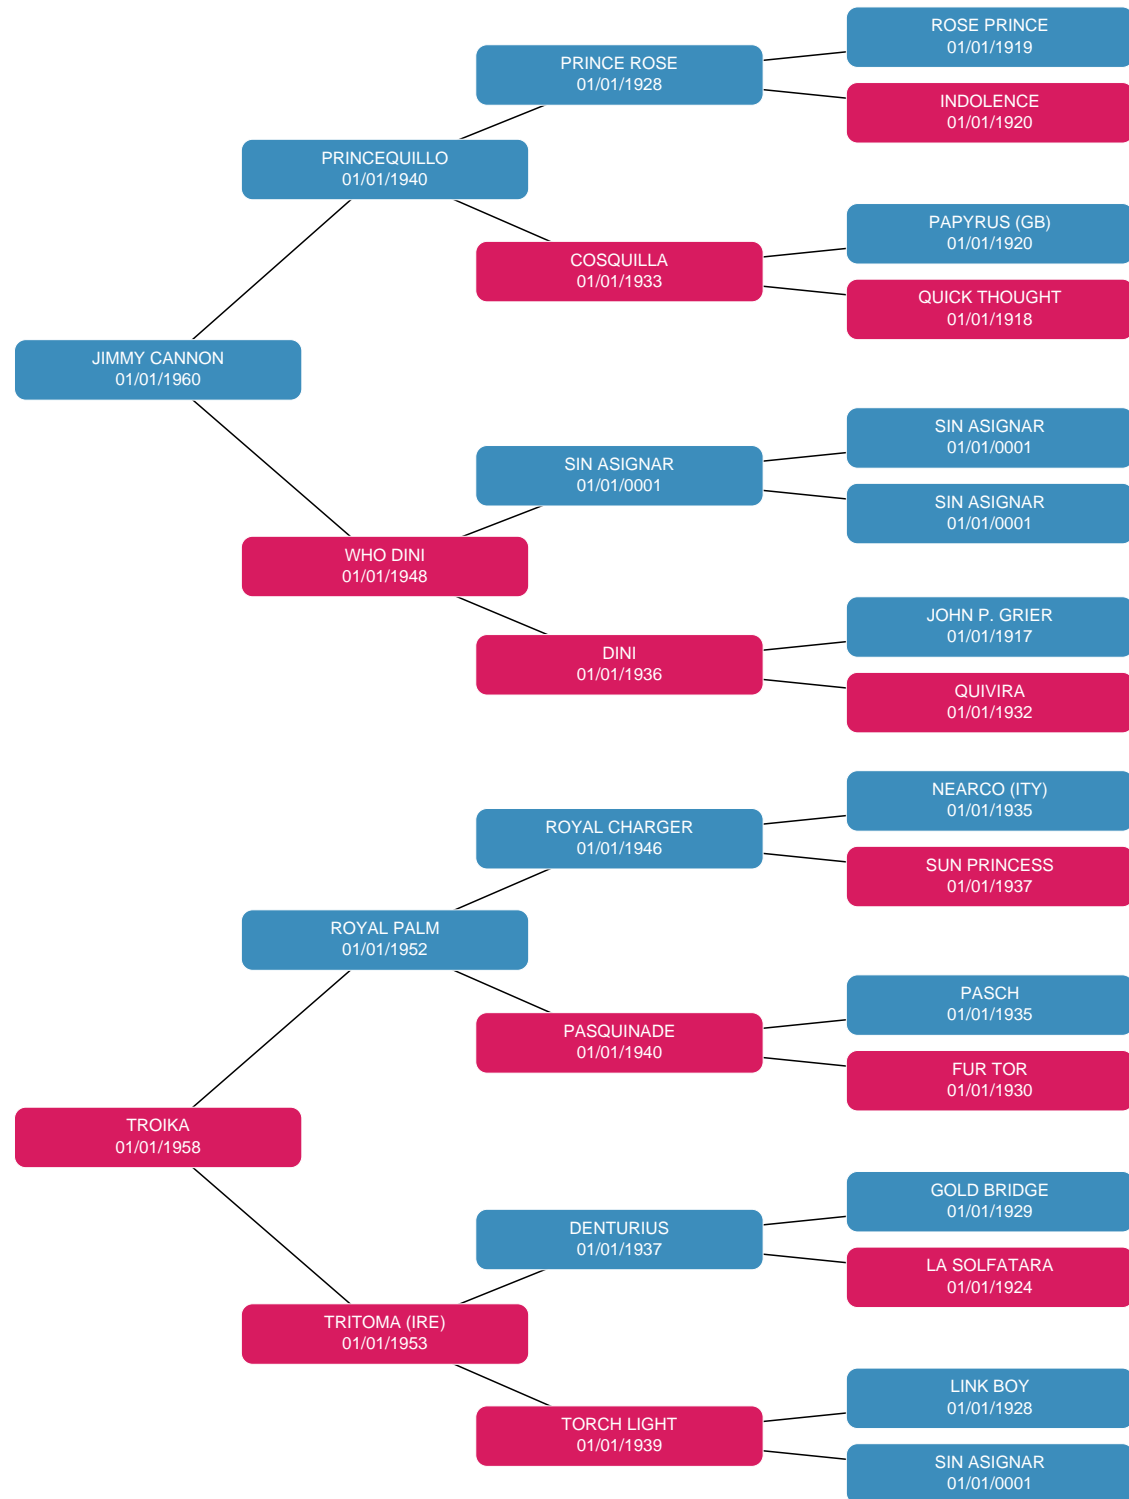 ROSE PRINCE
01/01/1919
PRINCE ROSE
01/01/1928
INDOLENCE
01/01/1920
PRINCEQUILLO
01/01/1940
PAPYRUS (GB)
01/01/1920
COSQUILLA
01/01/1933
QUICK THOUGHT
01/01/1918
JIMMY CANNON
01/01/1960
SIN ASIGNAR
01/01/0001
SIN ASIGNAR
01/01/0001
SIN ASIGNAR
01/01/0001
WHO DINI
01/01/1948
JOHN P. GRIER
01/01/1917
DINI
01/01/1936
QUIVIRA
01/01/1932
NEARCO (ITY)
01/01/1935
ROYAL CHARGER
01/01/1946
SUN PRINCESS
01/01/1937
ROYAL PALM
01/01/1952
PASCH
01/01/1935
PASQUINADE
01/01/1940
FUR TOR
01/01/1930
TROIKA
01/01/1958
GOLD BRIDGE
01/01/1929
DENTURIUS
01/01/1937
LA SOLFATARA
01/01/1924
TRITOMA (IRE)
01/01/1953
LINK BOY
01/01/1928
TORCH LIGHT
01/01/1939
SIN ASIGNAR
01/01/0001